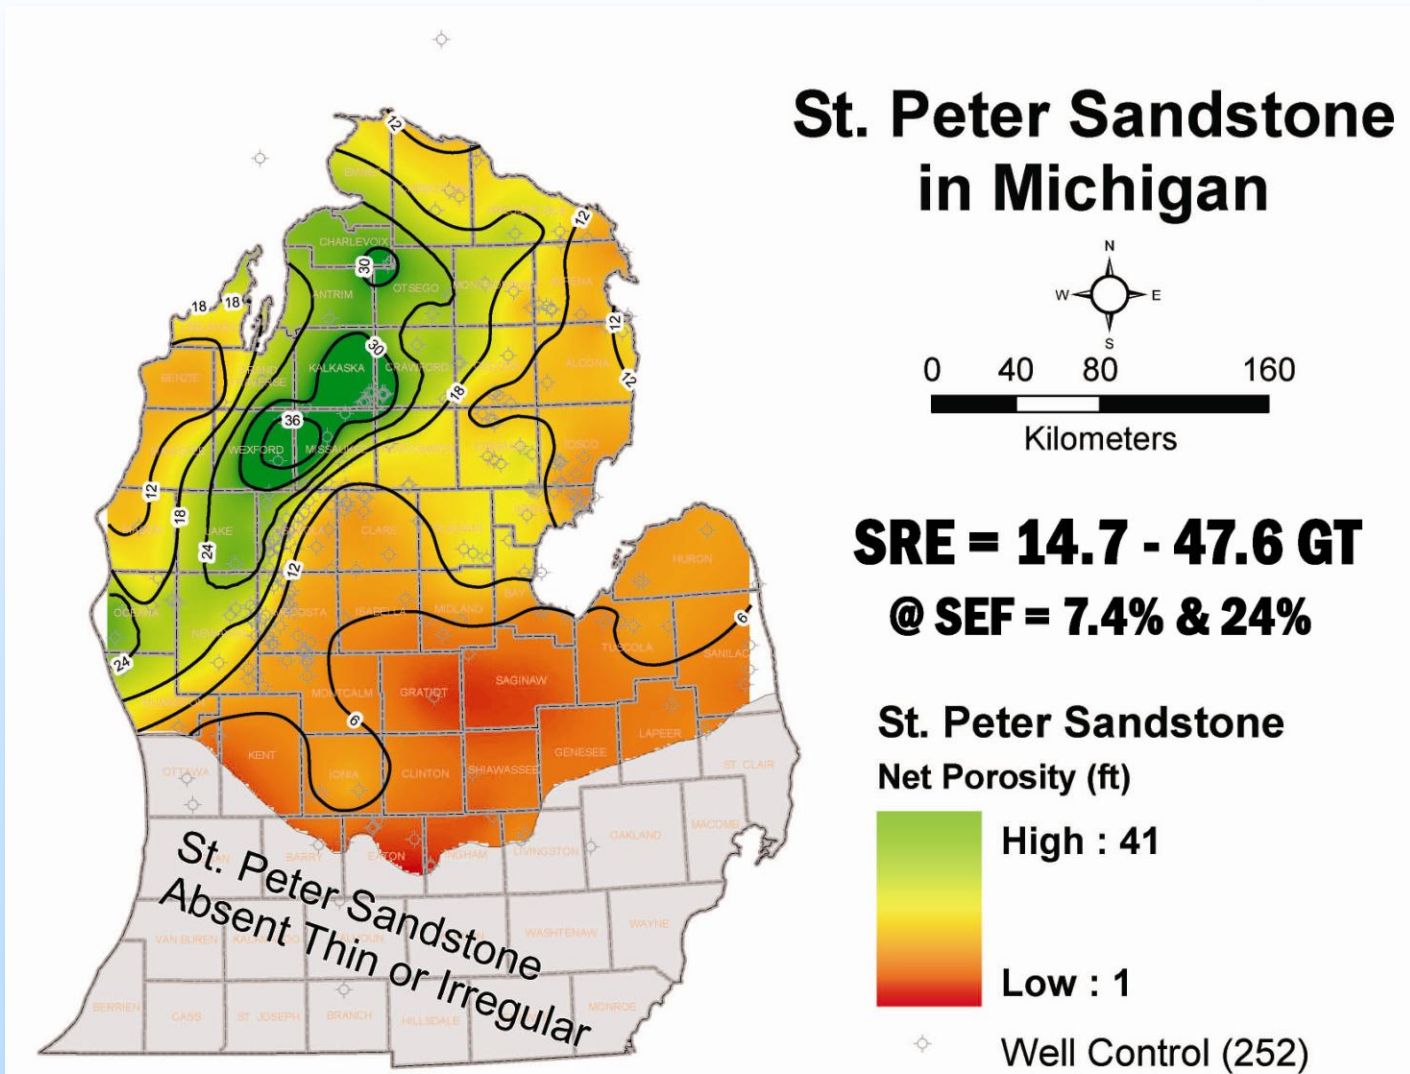 St. Peter Sandstone
in Michigan
N
W E
S
0 40 80 160
Kilometers
SRE = 14.7 - 47.6 GT
@ SEF = 7.4% & 24%
St. Peter Sandstone
Net Porosity (ft)
High : 41
Low : 1
Well Control (252)
12
12
CHARLEVOIX
30
ANTRIM
OTSEGO
18
18
12
ALCONA
12
30
KALKASKA
CRAWFORD
18
36
WEXFORD
12
18
LAKE
24
CLARE
12
HURON
ISABELLA
MIDLAND
BAY
24
6
TUSCOLA
SANILAC
MONTCALM
GRATIOT
SAGINAW
6
KENT
IONIA
CLINTON
SHIAWASSEE
GENESEE
LAPEER
OTTAWA
ST. CLAIR
BARRY
EATON
LIVINGSTON
OAKLAND
MACOMB
St. Peter Sandstone
Absent Thin or Irregular
VAN BUREN
WASHTENAW
WAYNE
BERRIEN
CASS
ST. JOSEPH
BRANCH
HILLSDALE
MONROE